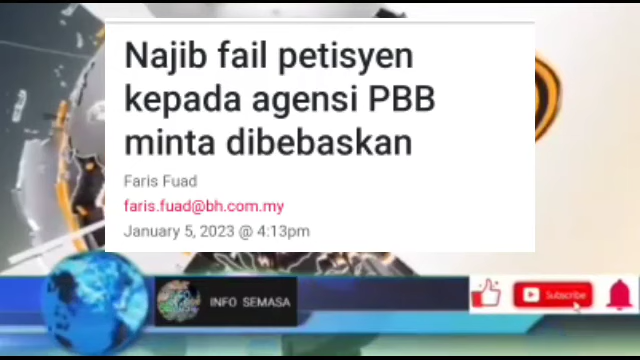 Najib fail petisyen
kepada agensi PBB
minta dibebaskan
Faris Fuad
faris.fuad@bh.com.my
January 5, 2023 @ 4:13pm
INFO SEMASA
Subscribe